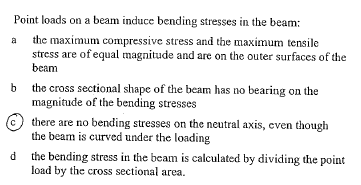 Point loads on a beam induce bending stresses in the beam:
a the maximum compressive stress and the maximum tensile
stress are of equal magnitude and are on the outer surfaces of the
beam
b the cross sectional shape of the beam has no bearing on the
magnitude of the bending stresses
c there are no bending stresses on the neutral axis, even though
the beam is curved under the loading
d the bending stress in the beam is calculated by dividing the point
load by the cross sectional area.